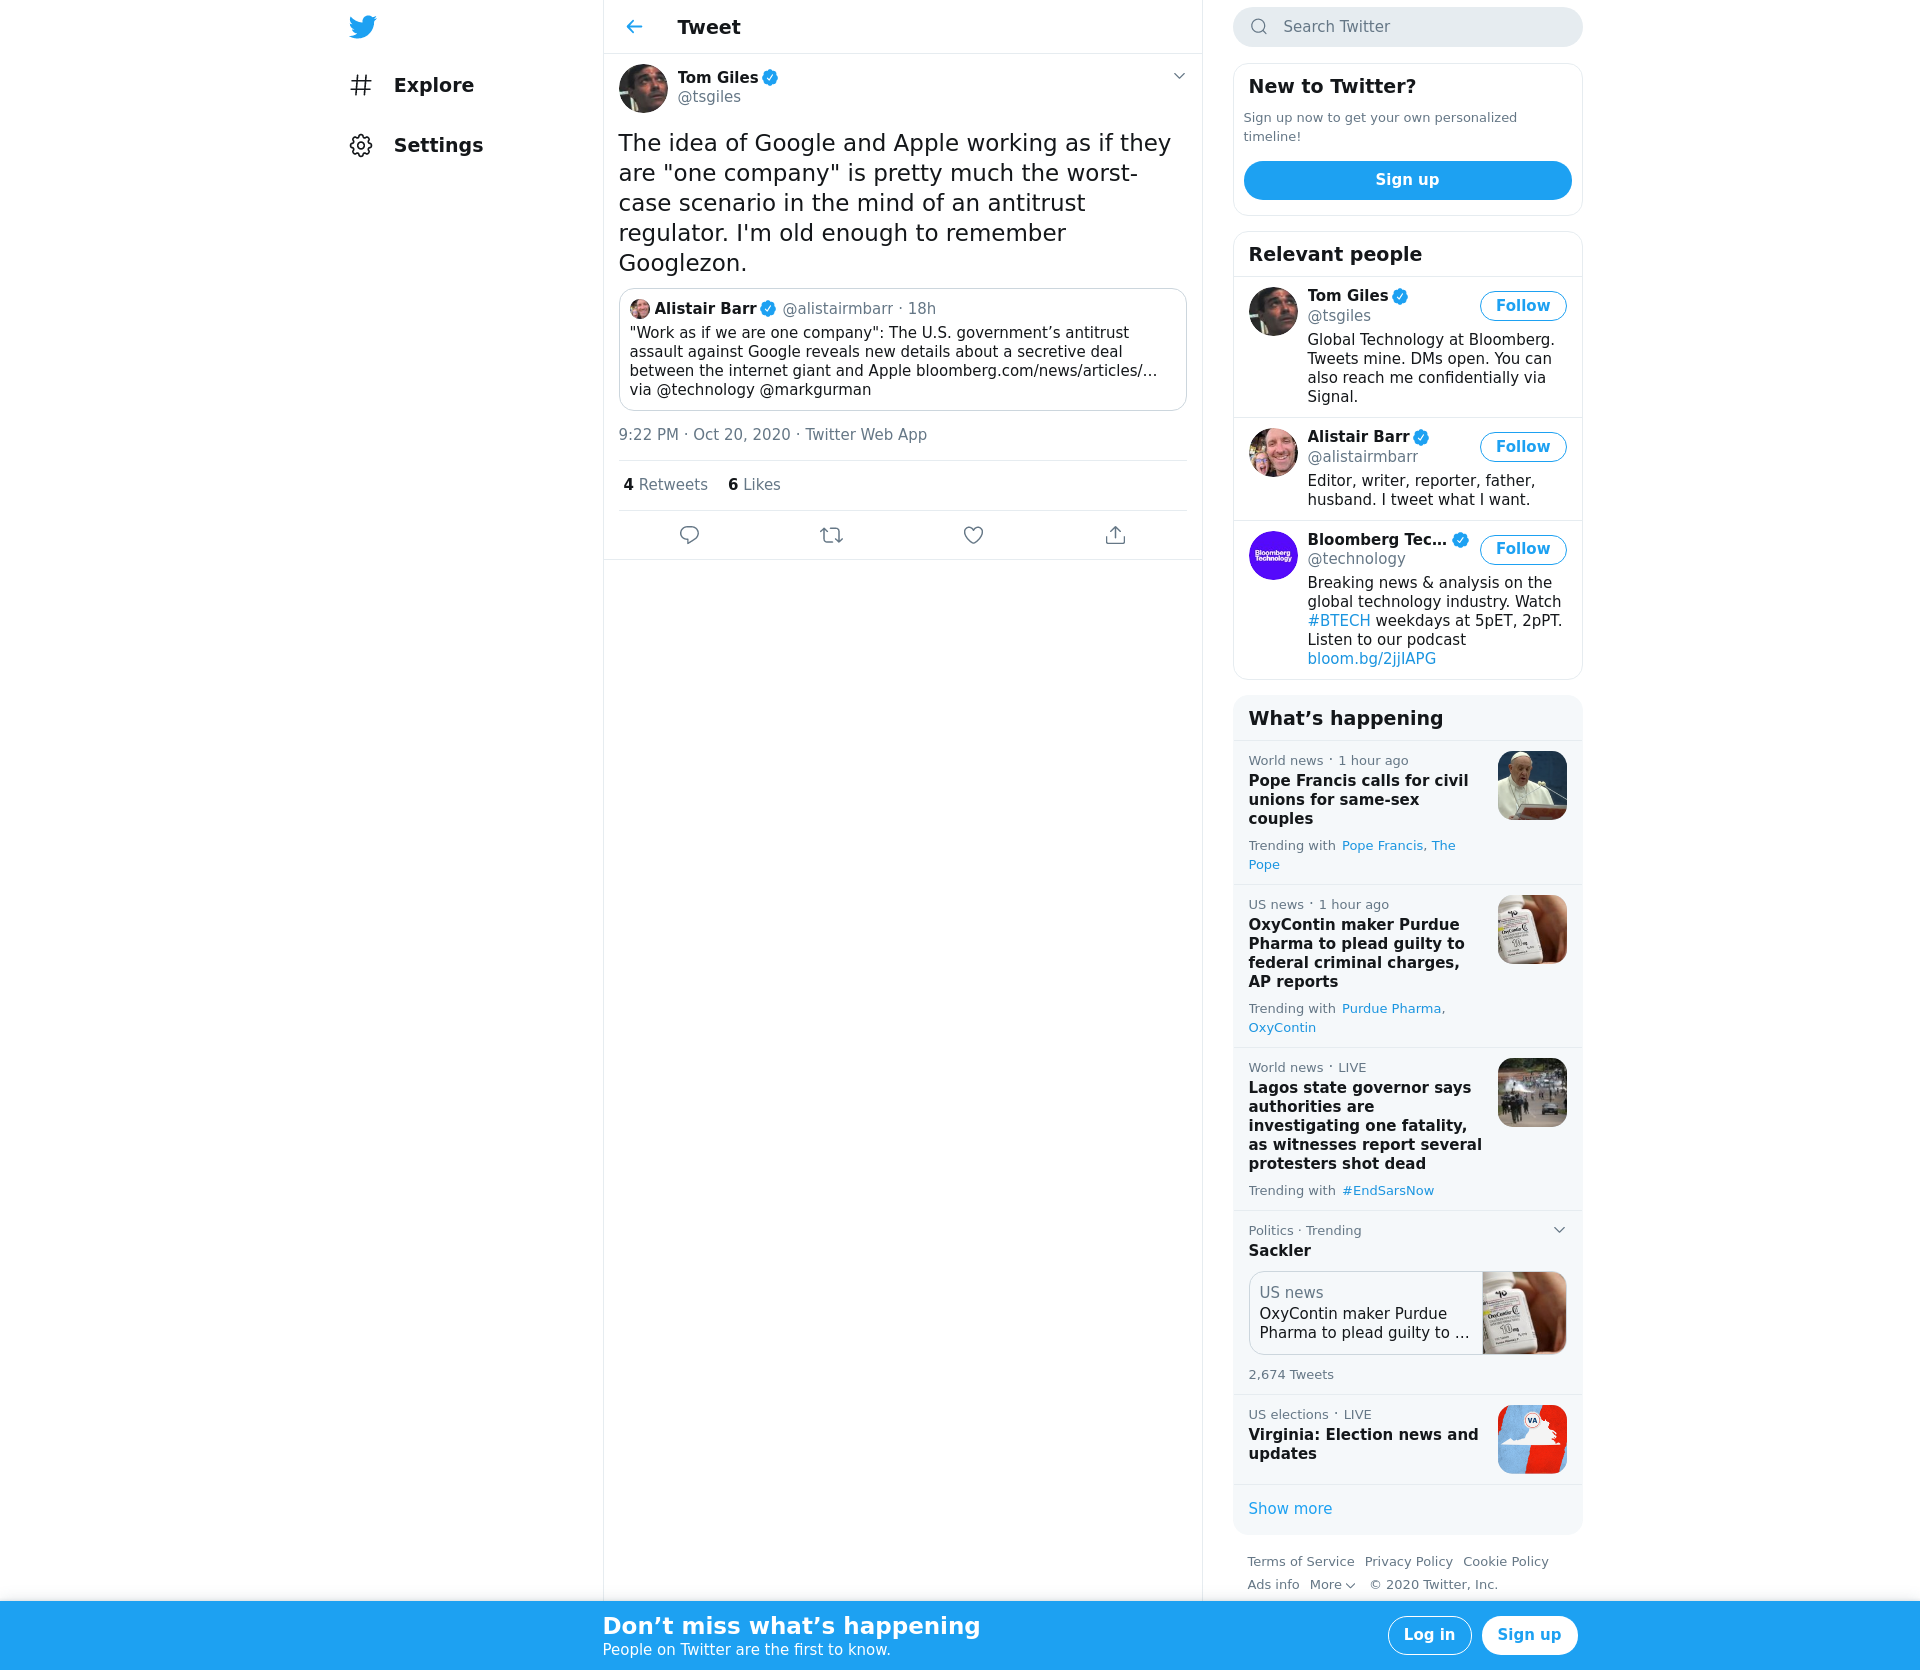 Explore
Settings
Tweet
Tom Giles
@tsgiles
The idea of Google and Apple working as if they
are "one company" is pretty much the worst-
case scenario in the mind of an antitrust
regulator. I'm old enough to remember
Googlezon.
Alistair Barr @alistairmbarr · 18h
"Work as if we are one company": The U.S. government’s antitrust
assault against Google reveals new details about a secretive deal
between the internet giant and Apple bloomberg.com/news/articles/…
via @technology @markgurman
9:22 PM · Oct 20, 2020 · Twitter Web App
4 Retweets 6 Likes
Search Twitter
New to Twitter?
Sign up now to get your own personalized
timeline!
Sign up
Relevant people
Tom Giles
@tsgiles
Follow
Global Technology at Bloomberg.
Tweets mine. DMs open. You can
also reach me confidentially via
Signal.
Alistair Barr
@alistairmbarr
Follow
Editor, writer, reporter, father,
husband. I tweet what I want.
Bloomberg
Technology
Bloomberg Tec...
@technology
Follow
Breaking news & analysis on the
global technology industry. Watch
#BTECH weekdays at 5pET, 2pPT.
Listen to our podcast
bloom.bg/2jjIAPG
What’s happening
World news · 1 hour ago
Pope Francis calls for civil
unions for same-sex
couples
Trending with Pope Francis, The
Pope
US news · 1 hour ago
OxyContin maker Purdue
Pharma to plead guilty to
federal criminal charges,
AP reports
Trending with Purdue Pharma,
OxyContin
World news · LIVE
Lagos state governor says
authorities are
investigating one fatality,
as witnesses report several
protesters shot dead
Trending with #EndSarsNow
Politics · Trending
Sackler
US news
OxyContin maker Purdue
Pharma to plead guilty to …
2,674 Tweets
US elections · LIVE
Virginia: Election news and
updates
VA
Show more
Terms of Service Privacy Policy Cookie Policy
Ads info More © 2020 Twitter, Inc.
Don’t miss what’s happening
People on Twitter are the first to know.
Log in
Sign up